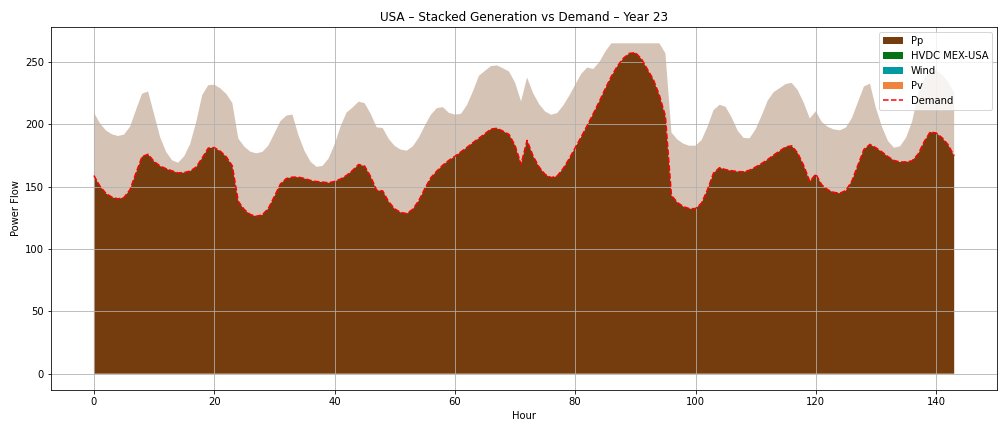 USA – Stacked Generation vs Demand – Year 23
Power Flow
250
200
150
100
50
0
Pp
HVDC MEX-USA
Wind
Pv
Demand
0 20 40 60 80 100 120 140
Hour